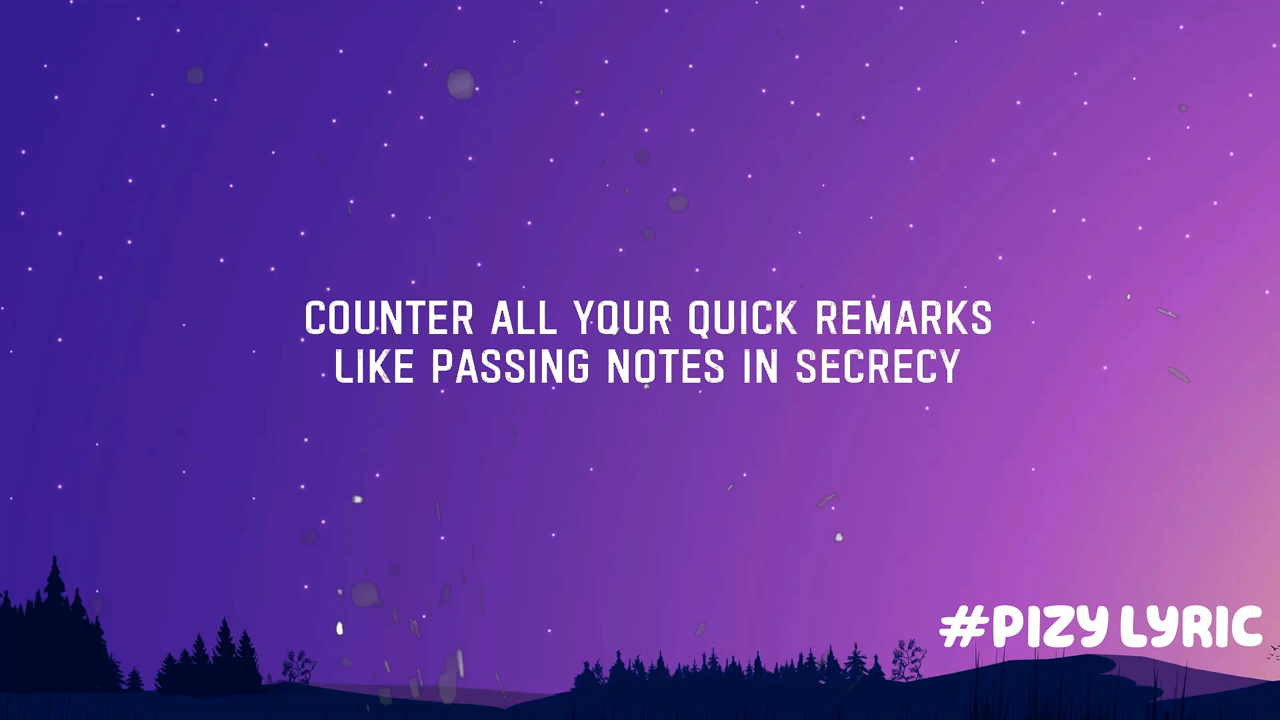 COUNTER ALL YOUR QUICK REMARKS
LIKE PASSING NOTES IN SECRECY
#PIZY LYRIC